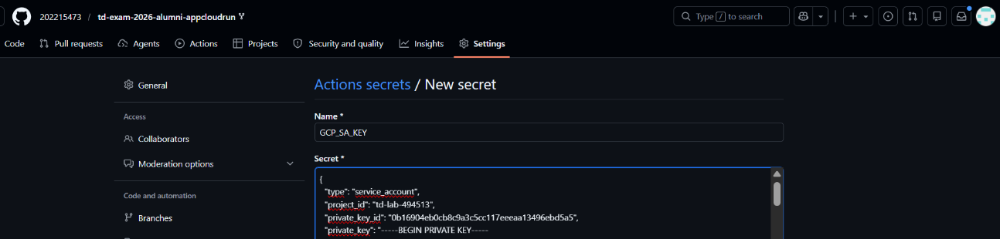 202215473 / td-exam-2026-alumni-appcloudrun
Type / to search
Code Pull requests Agents Actions Projects Security and quality Insights Settings
General
Access
Collaborators
Moderation options
Code and automation
Branches
Actions secrets / New secret
Name *
GCP_SA_KEY
Secret *
{
"type": "service_account",
"project_id": "td-lab-494513",
"private_key_id": "0b16904eb0cb8c9a3c5cc117eeeaa13496ebd5a5",
"private_key": "-----BEGIN PRIVATE KEY-----